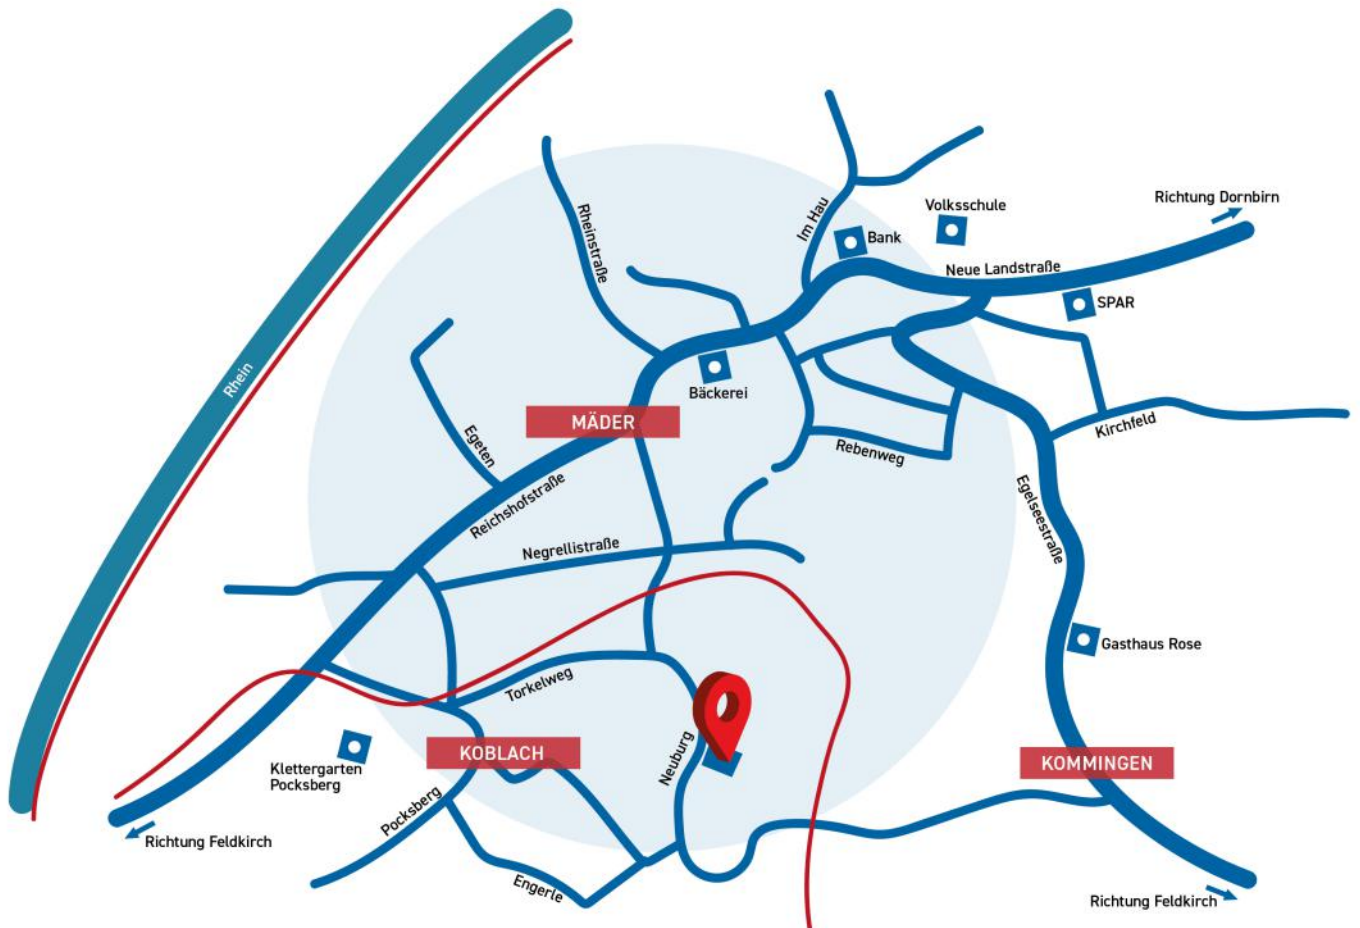 Richtung Dornbirn
Volksschule
Im Hau
Bank
Rheinstraße
Neue Landstraße
SPAR
Rhein
Bäckerei
MÄDER
Kirchfeld
Egeten
Rebenweg
Reichshofstraße
Egelseestraße
Negrellistraße
Gasthaus Rose
Torkelweg
Neuburg
KOBLACH
KOMMINGEN
Klettergarten
Pocksberg
Pocksberg
Richtung Feldkirch
Engerle
Richtung Feldkirch